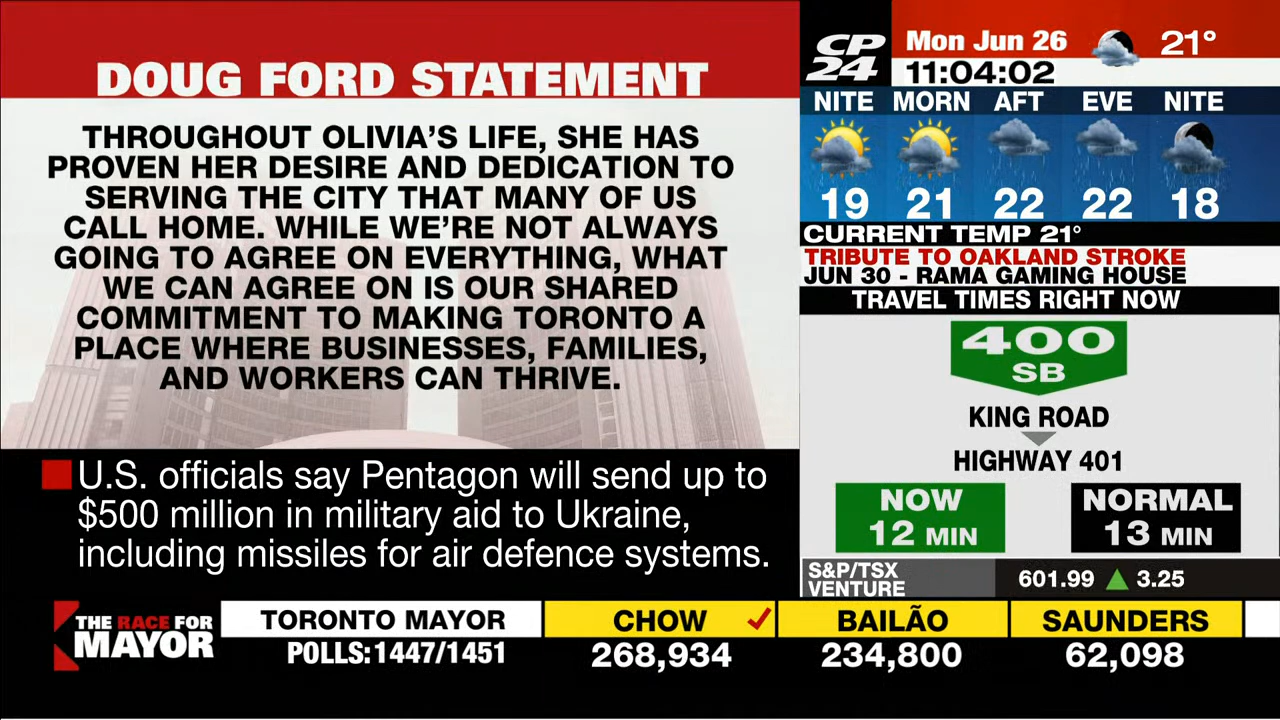 DOUG FORD STATEMENT
THROUGHOUT OLIVIA'S LIFE, SHE HAS
PROVEN HER DESIRE AND DEDICATION TO
SERVING THE CITY THAT MANY OF US
CALL HOME. WHILE WE'RE NOT ALWAYS
GOING TO AGREE ON EVERYTHING, WHAT
WE CAN AGREE ON IS OUR SHARED
COMMITMENT TO MAKING TORONTO A
PLACE WHERE BUSINESSES, FAMILIES,
AND WORKERS CAN THRIVE.
U.S. officials say Pentagon will send up to
$500 million in military aid to Ukraine,
including missiles for air defence systems.
CP
24
Mon Jun 26
21°
11:04:02
NITE MORN AFT EVE NITE
19 21 22 22 18
CURRENT TEMP 21°
TRIBUTE TO OAKLAND STROKE
JUN 30 - RAMA GAMING HOUSE
TRAVEL TIMES RIGHT NOW
400
SB
KING ROAD
HIGHWAY 401
NOW
12 MIN
NORMAL
13 MIN
S&P/TSX
VENTURE
601.99 ▲ 3.25
THE RACE FOR
MAYOR
TORONTO MAYOR
POLLS:1447/1451
CHOW
268,934
BAILÃO
234,800
SAUNDERS
62,098